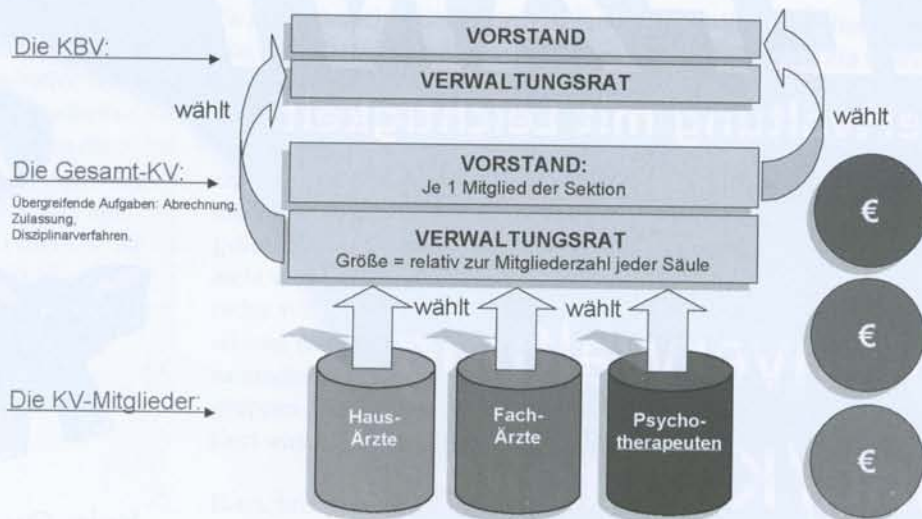 Die KBV:
VORSTAND
VERWALTUNGSRAT
wählt
wählt
Die Gesamt-KV:
Übergreifende Aufgaben: Abrechnung,
Zulassung,
Disziplinarverfahren.
VORSTAND:
Je 1 Mitglied der Sektion
VERWALTUNGSRAT
Größe = relativ zur Mitgliederzahl jeder Säule
wählt
wählt
Die KV-Mitglieder:
Haus-
Ärzte
Fach-
Ärzte
Psycho-
therapeuten
€
€
€